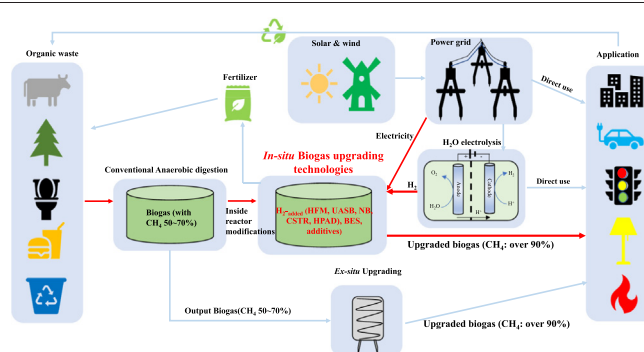 Organic waste
Solar & wind
Power grid
Application
Fertilizer
Direct use
Electricity
H₂O electrolysis
In-situ Biogas upgrading
technologies
Conventional Anaerobic digestion
H₂
O₂
H₂
Anode
Cathode
H₂O
H⁺
H⁺
Direct use
Biogas (with
CH₄ 50~70%)
Inside
reactor
modifications
H₂-added (HFM, UASB, NB,
CSTR, HPAD), BES,
additives)
Upgraded biogas (CH₄: over 90%)
Ex-situ Upgrading
Output Biogas(CH₄ 50~70%)
Upgraded biogas (CH₄: over 90%)